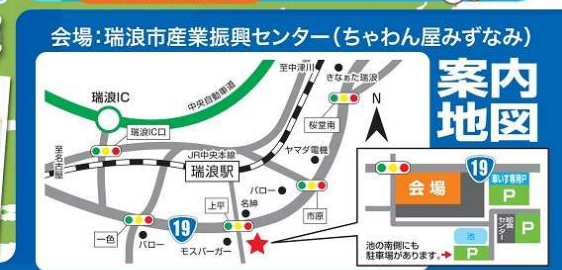 会場:瑞浪市産業振興センター(ちゃわん屋みずなみ)
案内
地図
至中津川
きなぁた瑞浪
瑞浪IC
中央自動車道
N
瑞浪IC口
桜堂南
至名古屋
JR中央本線
瑞浪駅
ヤマダ電機
バロー
上平
名神
市原
一色
19
バロー
モスバーガー
19
会場
車いす専用P
P
給食
センター
P
池の南側にも
駐車場があります。
池
P